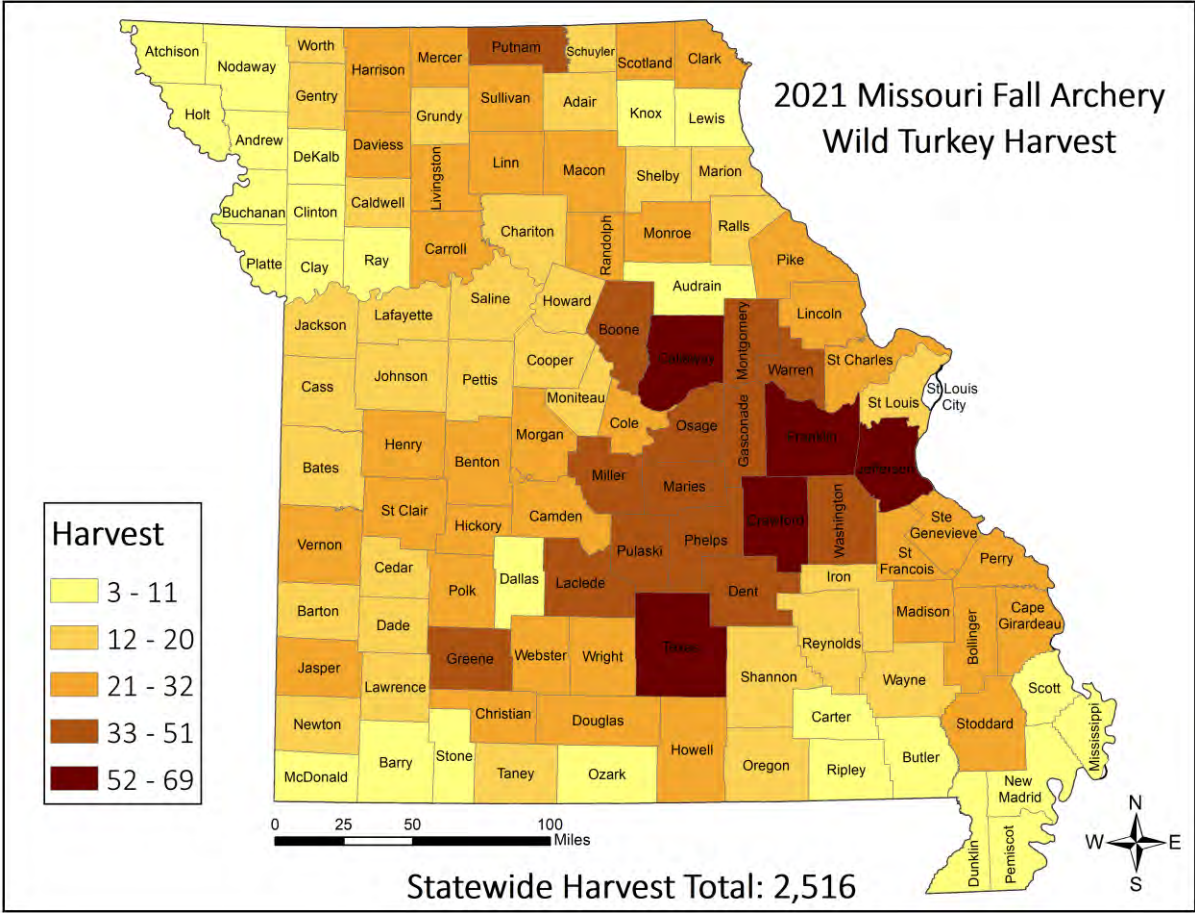 2021 Missouri Fall Archery
Wild Turkey Harvest
Atchison
Nodaway
Worth
Harrison
Mercer
Putnam
Schuyler
Scotland
Clark
Holt
Gentry
Sullivan
Adair
Knox
Lewis
Andrew
DeKalb
Daviess
Grundy
Livingston
Linn
Macon
Shelby
Marion
Buchanan
Clinton
Caldwell
Carroll
Chariton
Randolph
Monroe
Ralls
Platte
Clay
Ray
Audrain
Pike
Jackson
Lafayette
Saline
Howard
Boone
Callaway
Montgomery
Lincoln
Cass
Johnson
Pettis
Cooper
Moniteau
Warren
St Charles
St Louis
St Louis
City
Bates
Henry
Benton
Morgan
Cole
Osage
Gasconade
Franklin
Jefferson
St Clair
Hickory
Camden
Miller
Maries
Phelps
Pulaski
Crawford
Washington
Ste
Genevieve
St
Francois
Perry
Vernon
Cedar
Polk
Dallas
Laclede
Dent
Iron
Madison
Bollinger
Cape
Girardeau
Barton
Dade
Greene
Webster
Wright
Texas
Reynolds
Jasper
Lawrence
Shannon
Wayne
Scott
Mississippi
Newton
Christian
Douglas
Howell
Carter
Stoddard
McDonald
Barry
Stone
Taney
Ozark
Oregon
Ripley
Butler
New
Madrid
Dunklin
Pemiscot
Harvest
3 - 11
12 - 20
21 - 32
33 - 51
52 - 69
0 25 50 100
Miles
Statewide Harvest Total: 2,516
N
W E
S